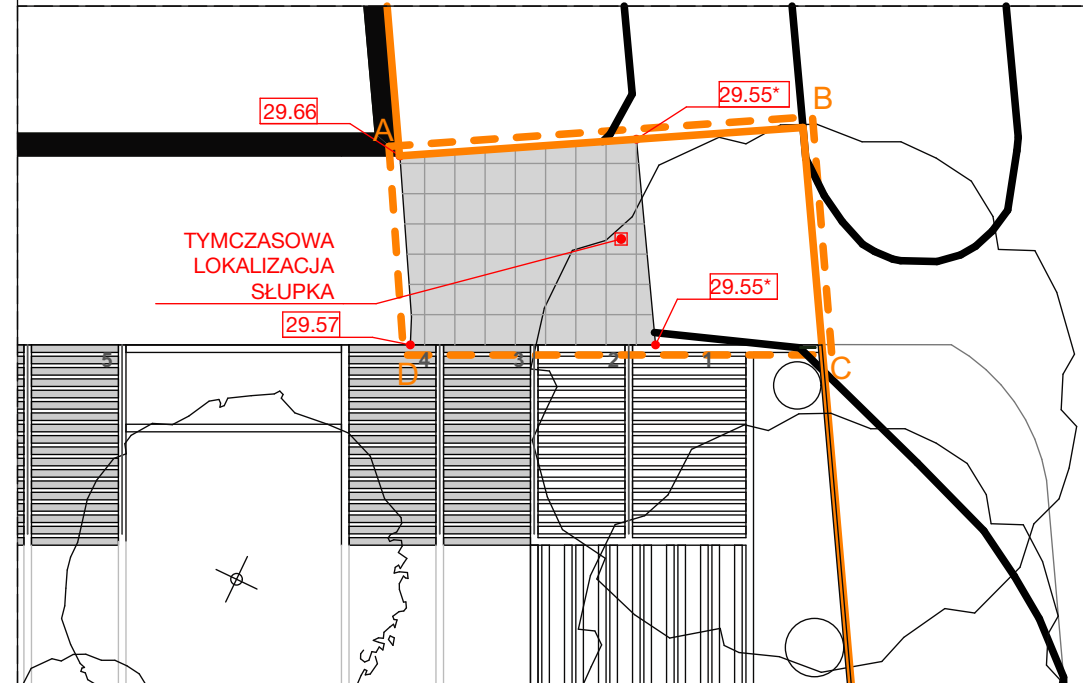 29.66
29.55*
B
A
TYMCZASOWA
LOKALIZACJA
SŁUPKA
29.55*
29.57
5
4
3
2
1
D
C